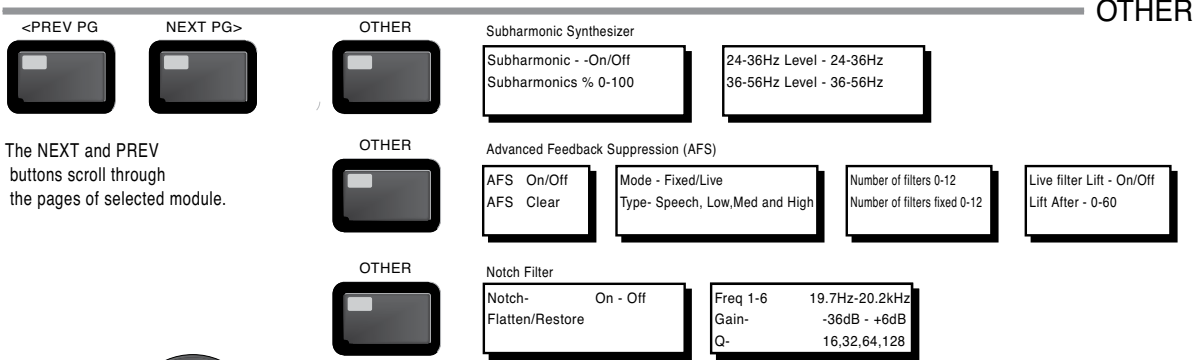 OTHER
<PREV PG
NEXT PG>
The NEXT and PREV
buttons scroll through
the pages of selected module.
OTHER
Subharmonic Synthesizer
Subharmonic - -On/Off
Subharmonics % 0-100
24-36Hz Level - 24-36Hz
36-56Hz Level - 36-56Hz
OTHER
Advanced Feedback Suppression (AFS)
AFS On/Off
AFS Clear
Mode - Fixed/Live
Type- Speech, Low,Med and High
Number of filters 0-12
Number of filters fixed 0-12
Live filter Lift - On/Off
Lift After - 0-60
OTHER
Notch Filter
Notch- On - Off
Flatten/Restore
Freq 1-6 19.7Hz-20.2kHz
Gain- -36dB - +6dB
Q- 16,32,64,128